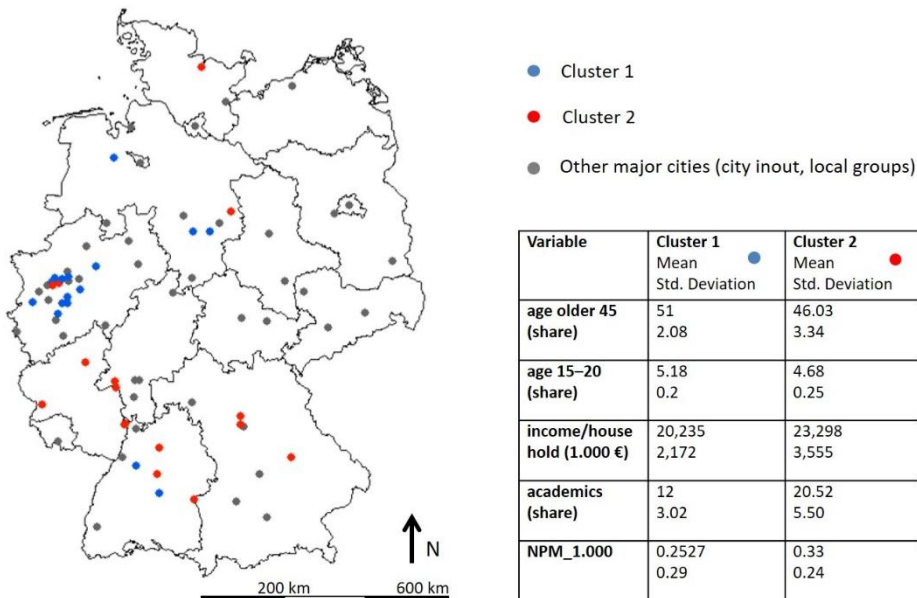 Cluster 1
Cluster 2
Other major cities (city inout, local groups)
Variable Cluster 1 Cluster 2
Mean Mean
Std. Deviation Std. Deviation
age older 45 51 46.03
(share) 2.08 3.34
age 15–20 5.18 4.68
(share) 0.2 0.25
income/house 20,235 23,298
hold (1.000 €) 2,172 3,555
academics 12 20.52
(share) 3.02 5.50
NPM_1.000 0.2527 0.33
0.29 0.24
N
200 km 600 km